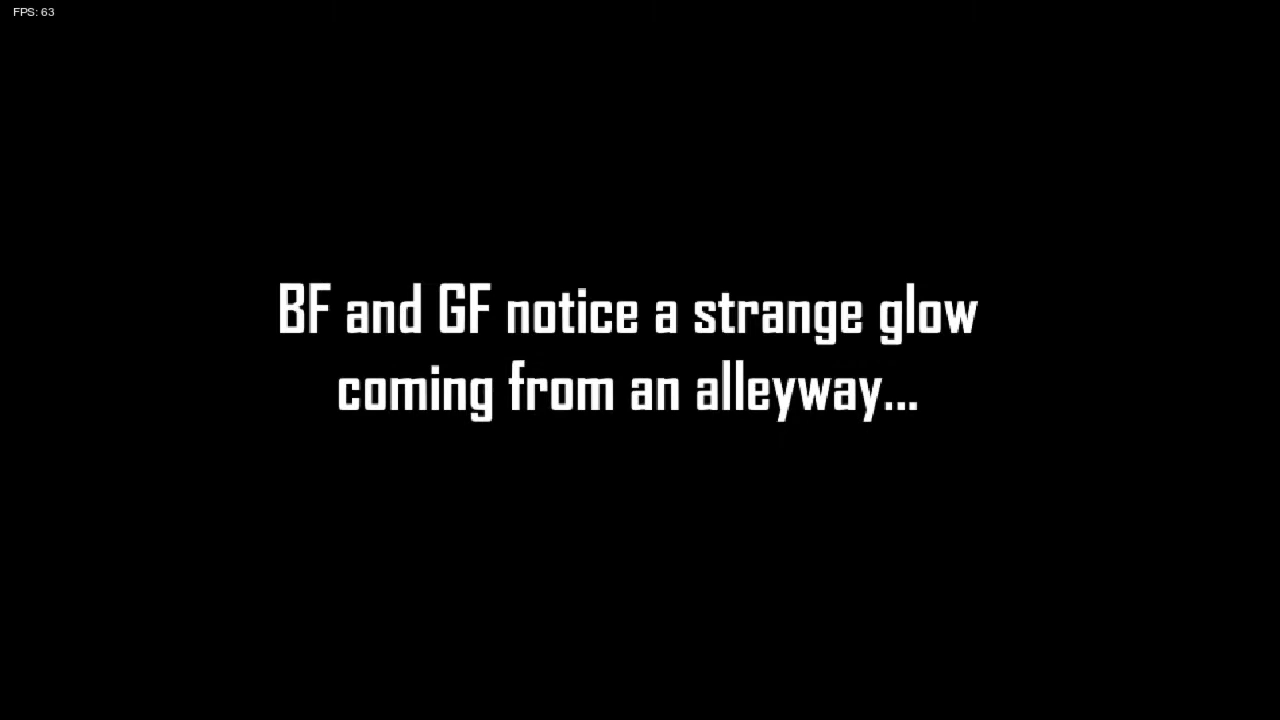 FPS: 63
BF and GF notice a strange glow
coming from an alleyway...